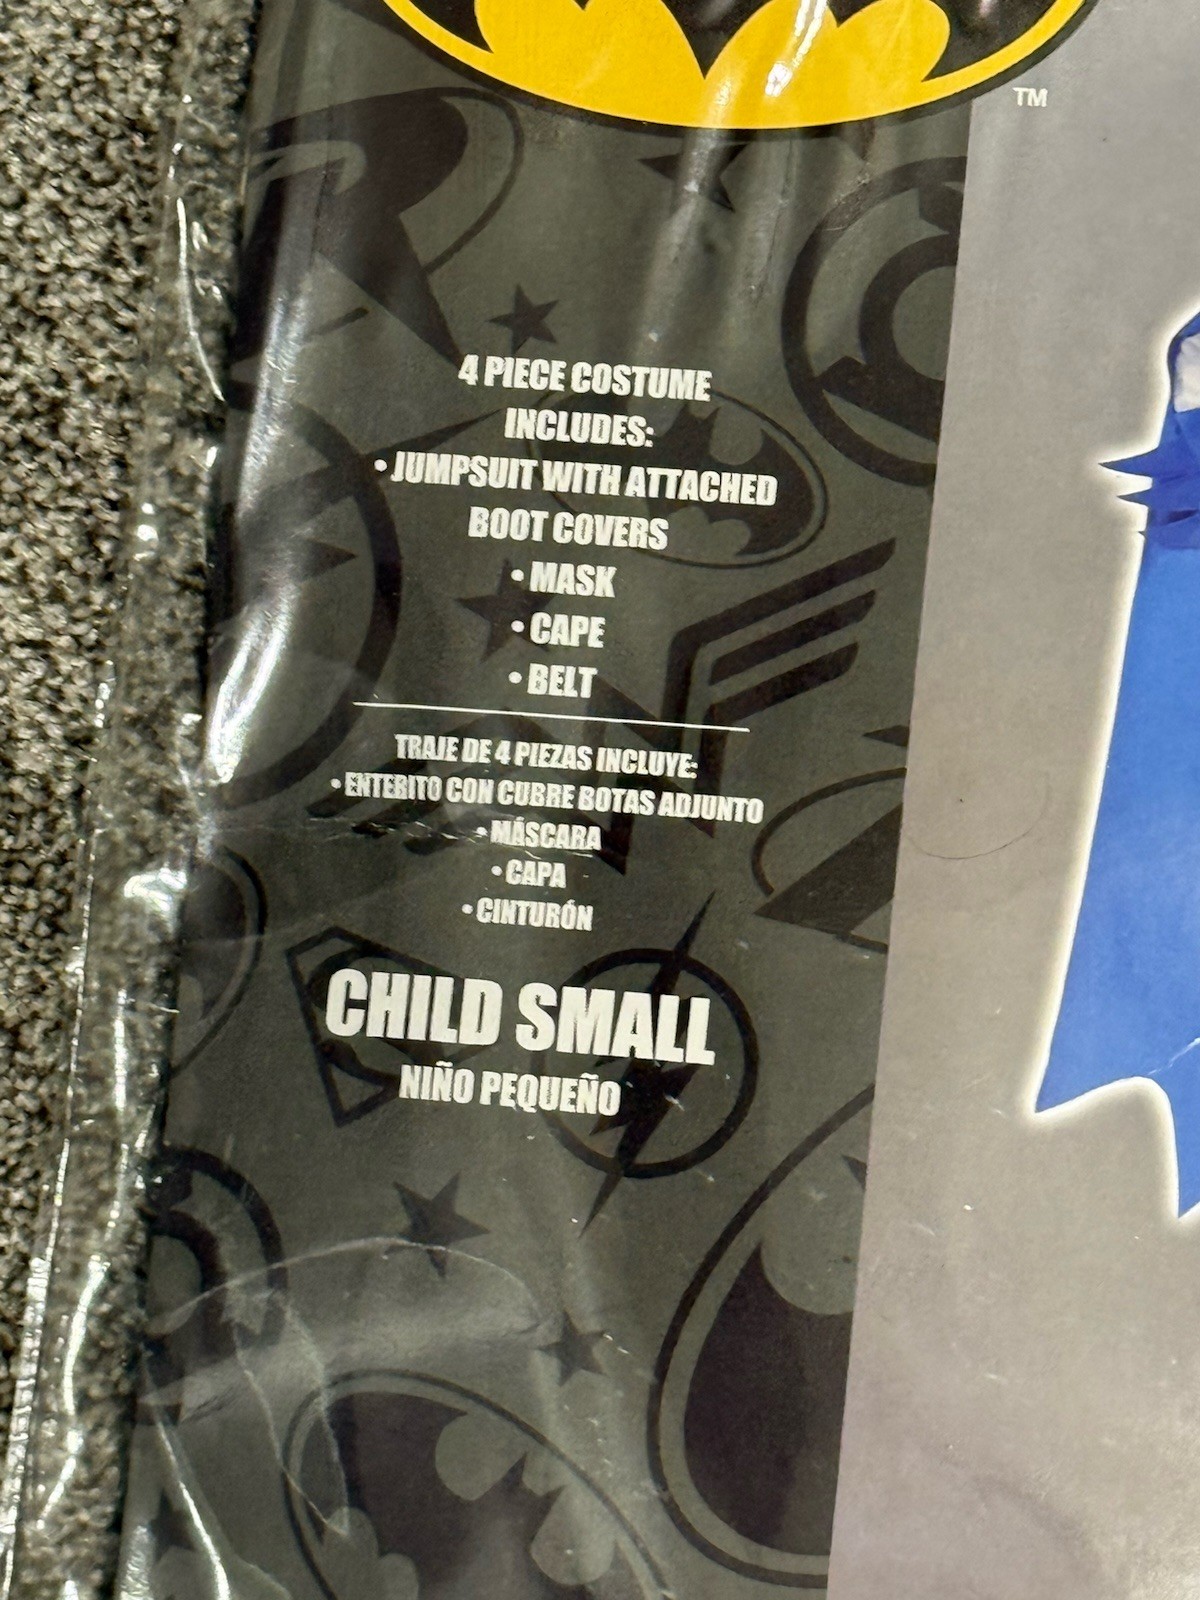 TM
4 PIECE COSTUME
INCLUDES:
• JUMPSUIT WITH ATTACHED
BOOT COVERS
• MASK
• CAPE
• BELT
TRAJE DE 4 PIEZAS INCLUYE:
• ENTERITO CON CUBRE BOTAS ADJUNTO
• MÁSCARA
• CAPA
• CINTURÓN
CHILD SMALL
NIÑO PEQUEÑO